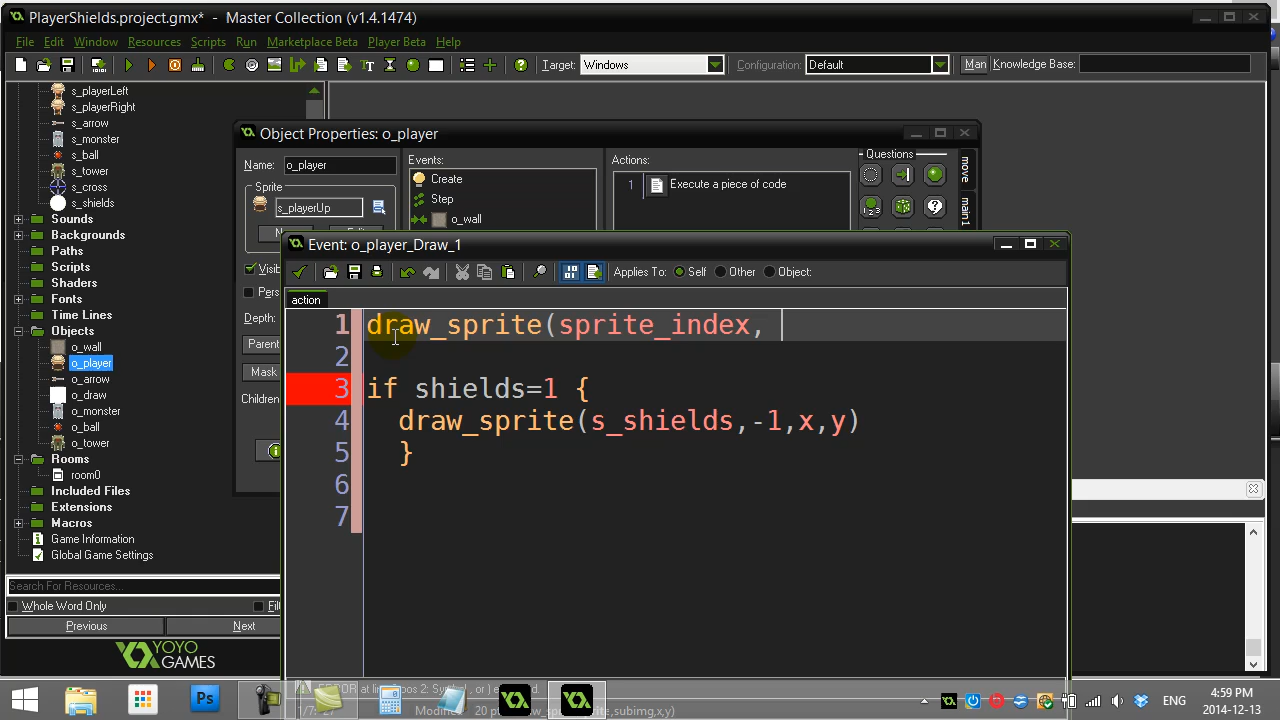 PlayerShields.project.gmx* - Master Collection (v1.4.1474)
File Edit Window Resources Scripts Run Marketplace Beta Player Beta Help
Target: Windows Configuration: Default Man Knowledge Base:
s_playerLeft
s_playerRight
s_arrow
s_monster
s_ball
s_tower
s_cross
s_shields
Sounds
Backgrounds
Paths
Scripts
Shaders
Fonts
Time Lines
Objects
o_wall
o_player
o_arrow
o_draw
o_monster
o_ball
o_tower
Rooms
room0
Included Files
Extensions
Macros
Game Information
Global Game Settings
Search For Resources...
Whole Word Only
Previous Next
YOYO
GAMES
Object Properties: o_player
Name: o_player
Sprite
s_playerUp
Depth:
Mask
Events:
Create
Step
o_wall
Actions:
1 Execute a piece of code
Questions
move
main1
Event: o_player_Draw_1
Applies To: Self Other Object:
action
1 draw_sprite(sprite_index,
2
3 if shields=1 {
4 draw_sprite(s_shields,-1,x,y)
5 }
6
7
ENG
4:59 PM
2014-12-13